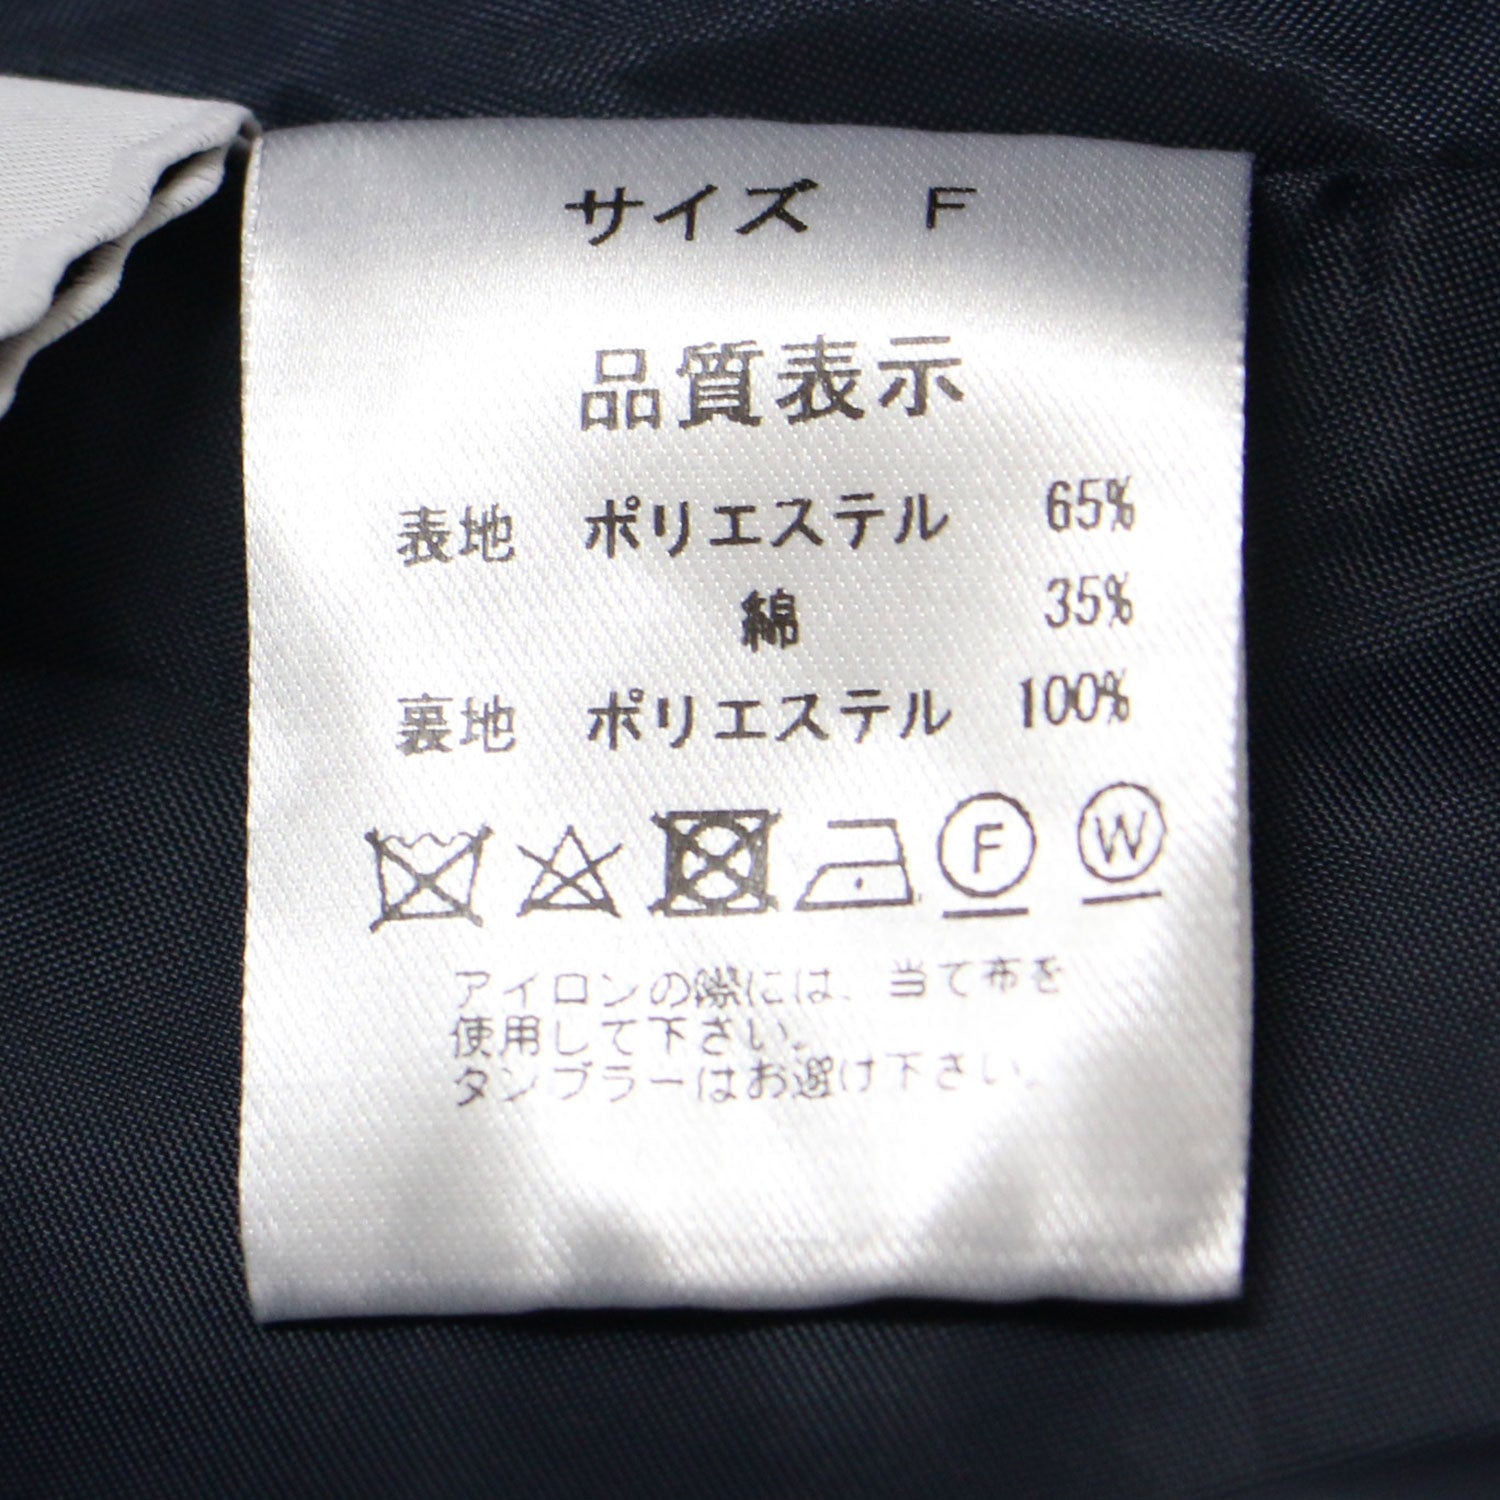 サイズ F
品質表示
表地 ポリエステル 65%
綿 35%
裏地 ポリエステル 100%
F W
アイロンの際には、当て布を
使用して下さい。
タンブラーはお避け下さい。